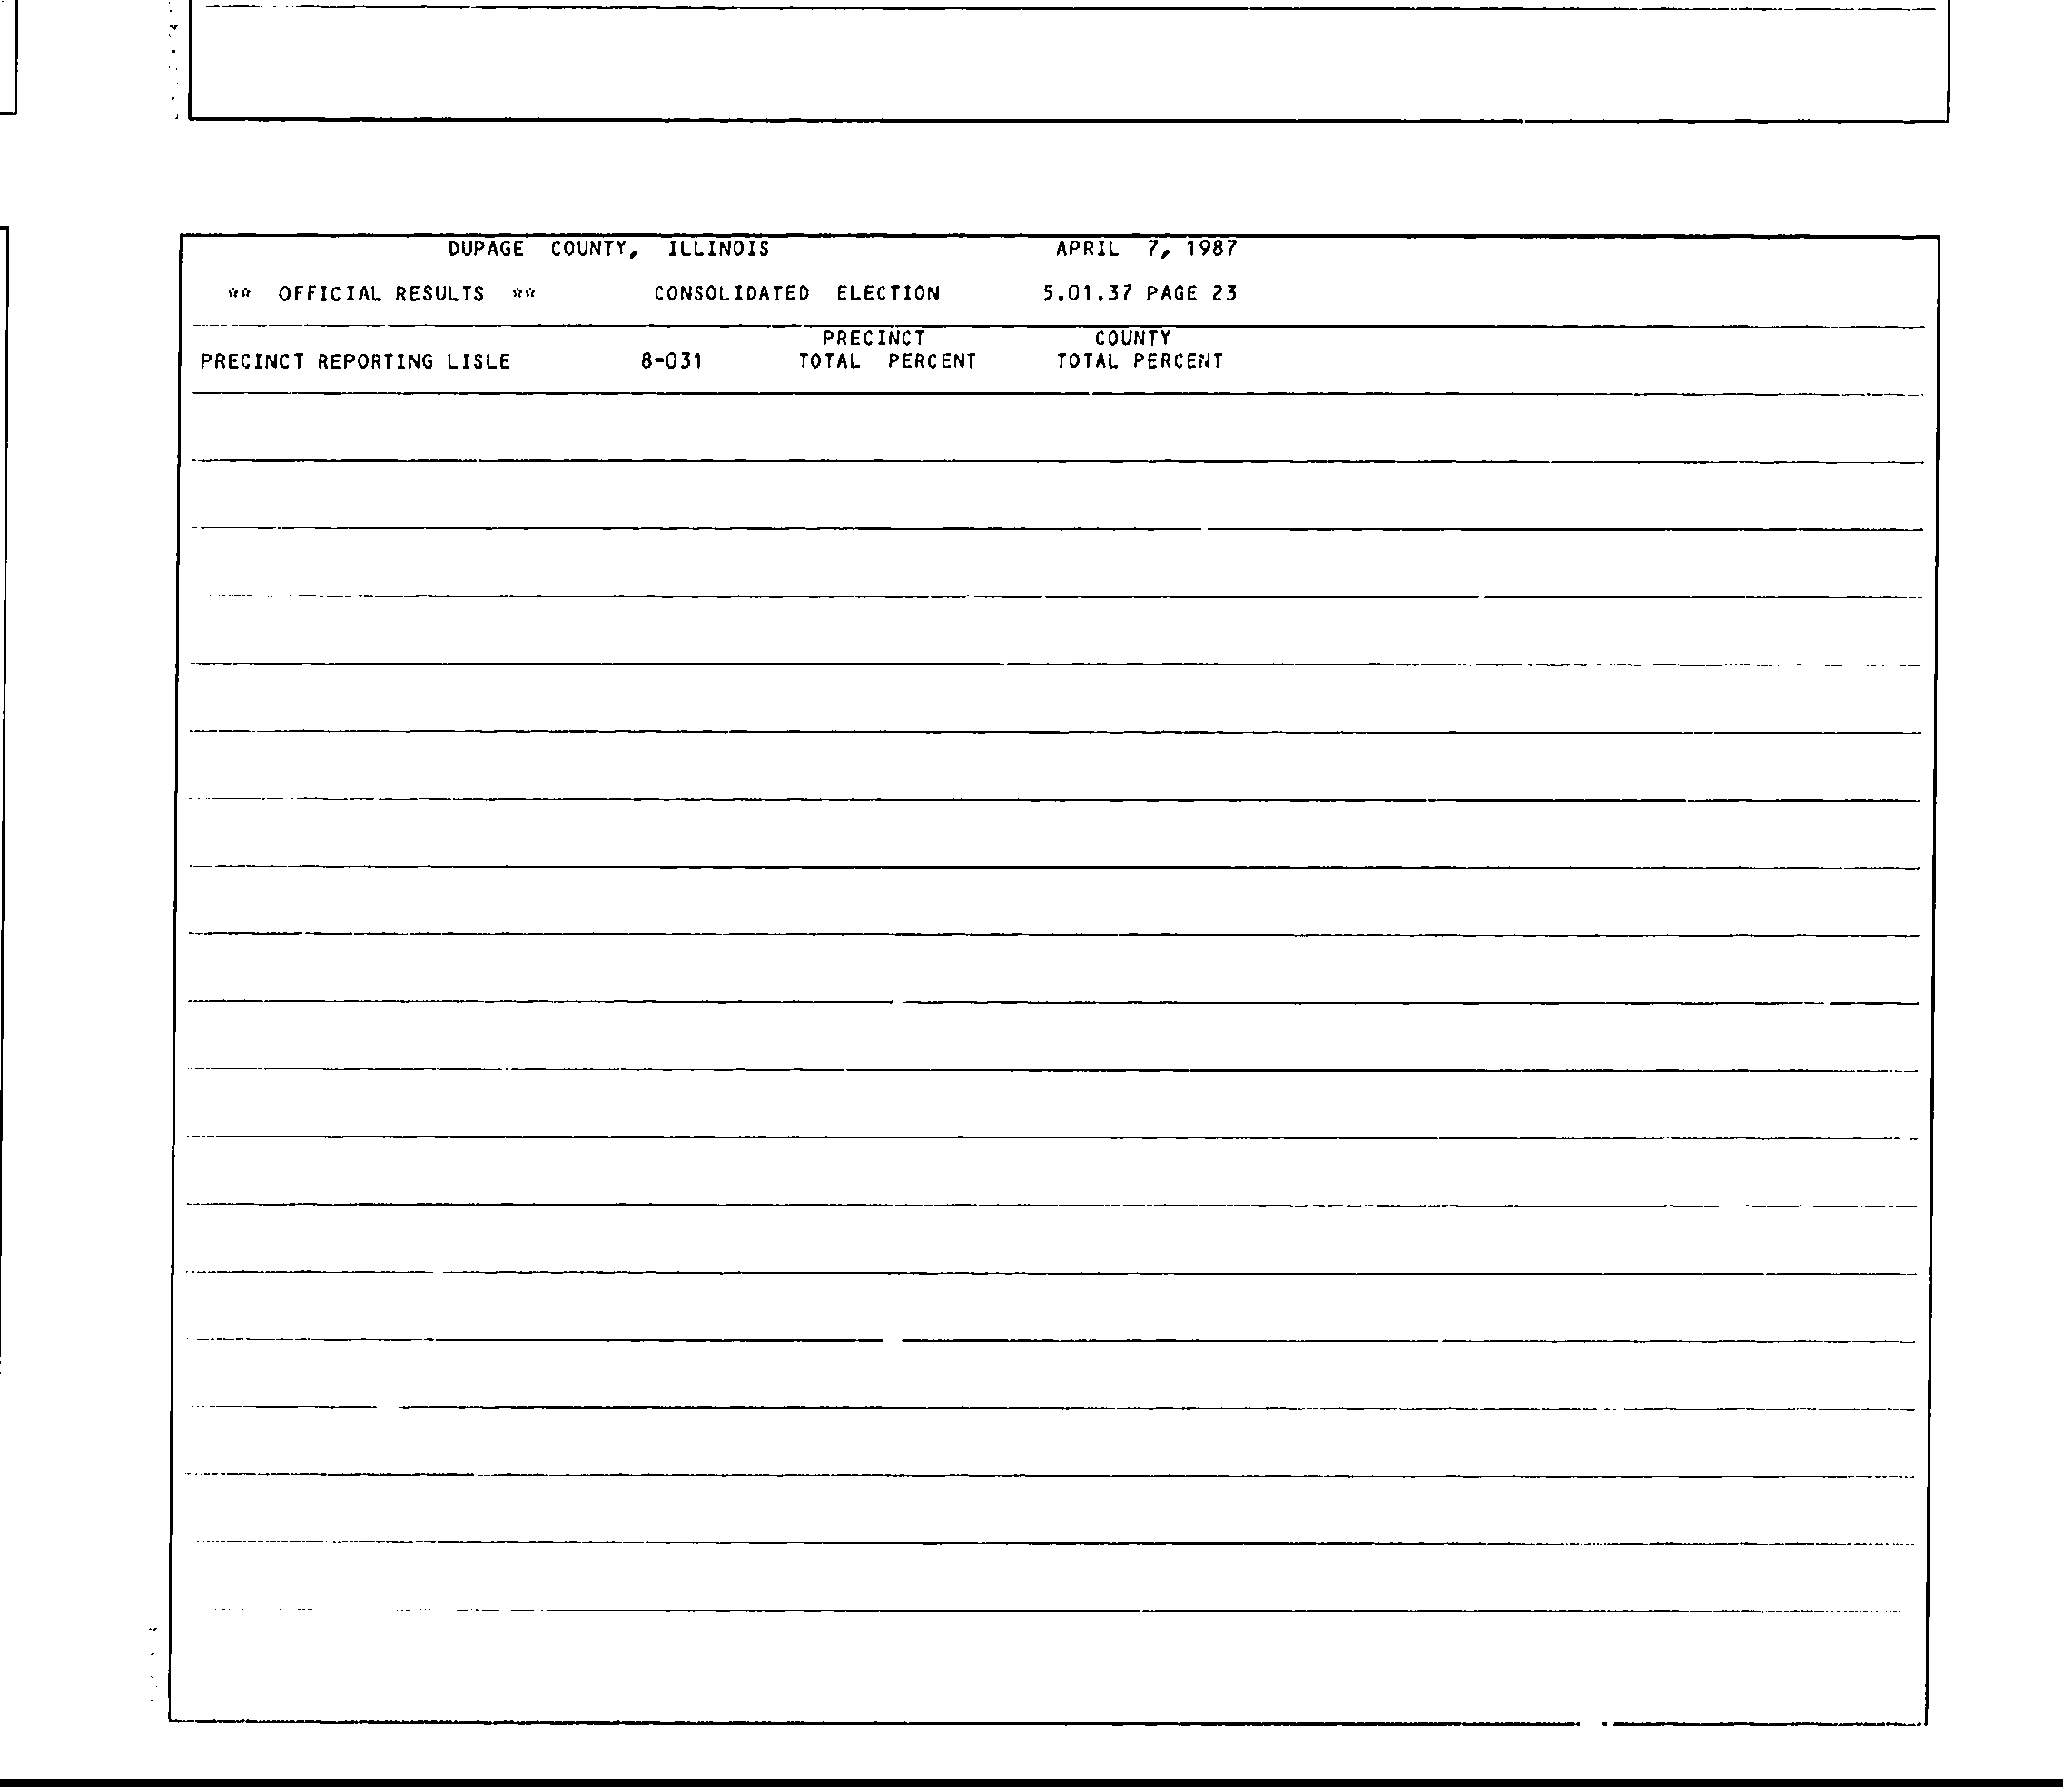 DUPAGE COUNTY, ILLINOIS APRIL 7, 1987
** OFFICIAL RESULTS ** CONSOLIDATED ELECTION 5.01.37 PAGE 23
PRECINCT COUNTY
PRECINCT REPORTING LISLE 8-031 TOTAL PERCENT TOTAL PERCENT